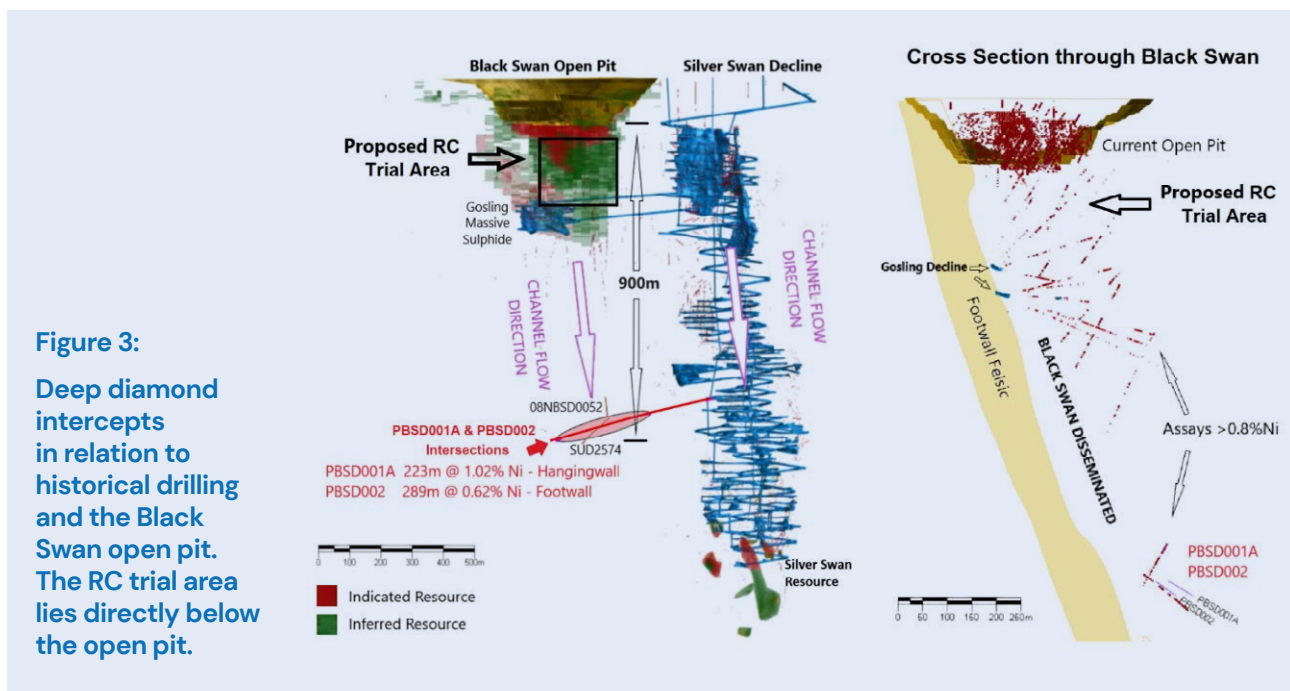 Figure 3:
Deep diamond
intercepts
in relation to
historical drilling
and the Black
Swan open pit.
The RC trial area
lies directly below
the open pit.
Black Swan Open Pit
Silver Swan Decline
Proposed RC
Trial Area
Gosling
Massive
Sulphide
CHANNEL FLOW
DIRECTION
900m
CHANNEL FLOW
DIRECTION
08NBSD0052
PBSD001A & PBSD002
Intersections
SUD2574
PBSD001A 223m @ 1.02% Ni - Hangingwall
PBSD002 289m @ 0.62% Ni - Footwall
0 100 200 300 400 500m
Indicated Resource
Inferred Resource
Silver Swan
Resource
Cross Section through Black Swan
Current Open Pit
Proposed RC
Trial Area
Gosling Decline
Footwall Felsic
BLACK SWAN DISSEMINATED
Assays >0.8%Ni
PBSD001A
PBSD002
PBSD001A
PBSD002
0 50 100 150 200 250m